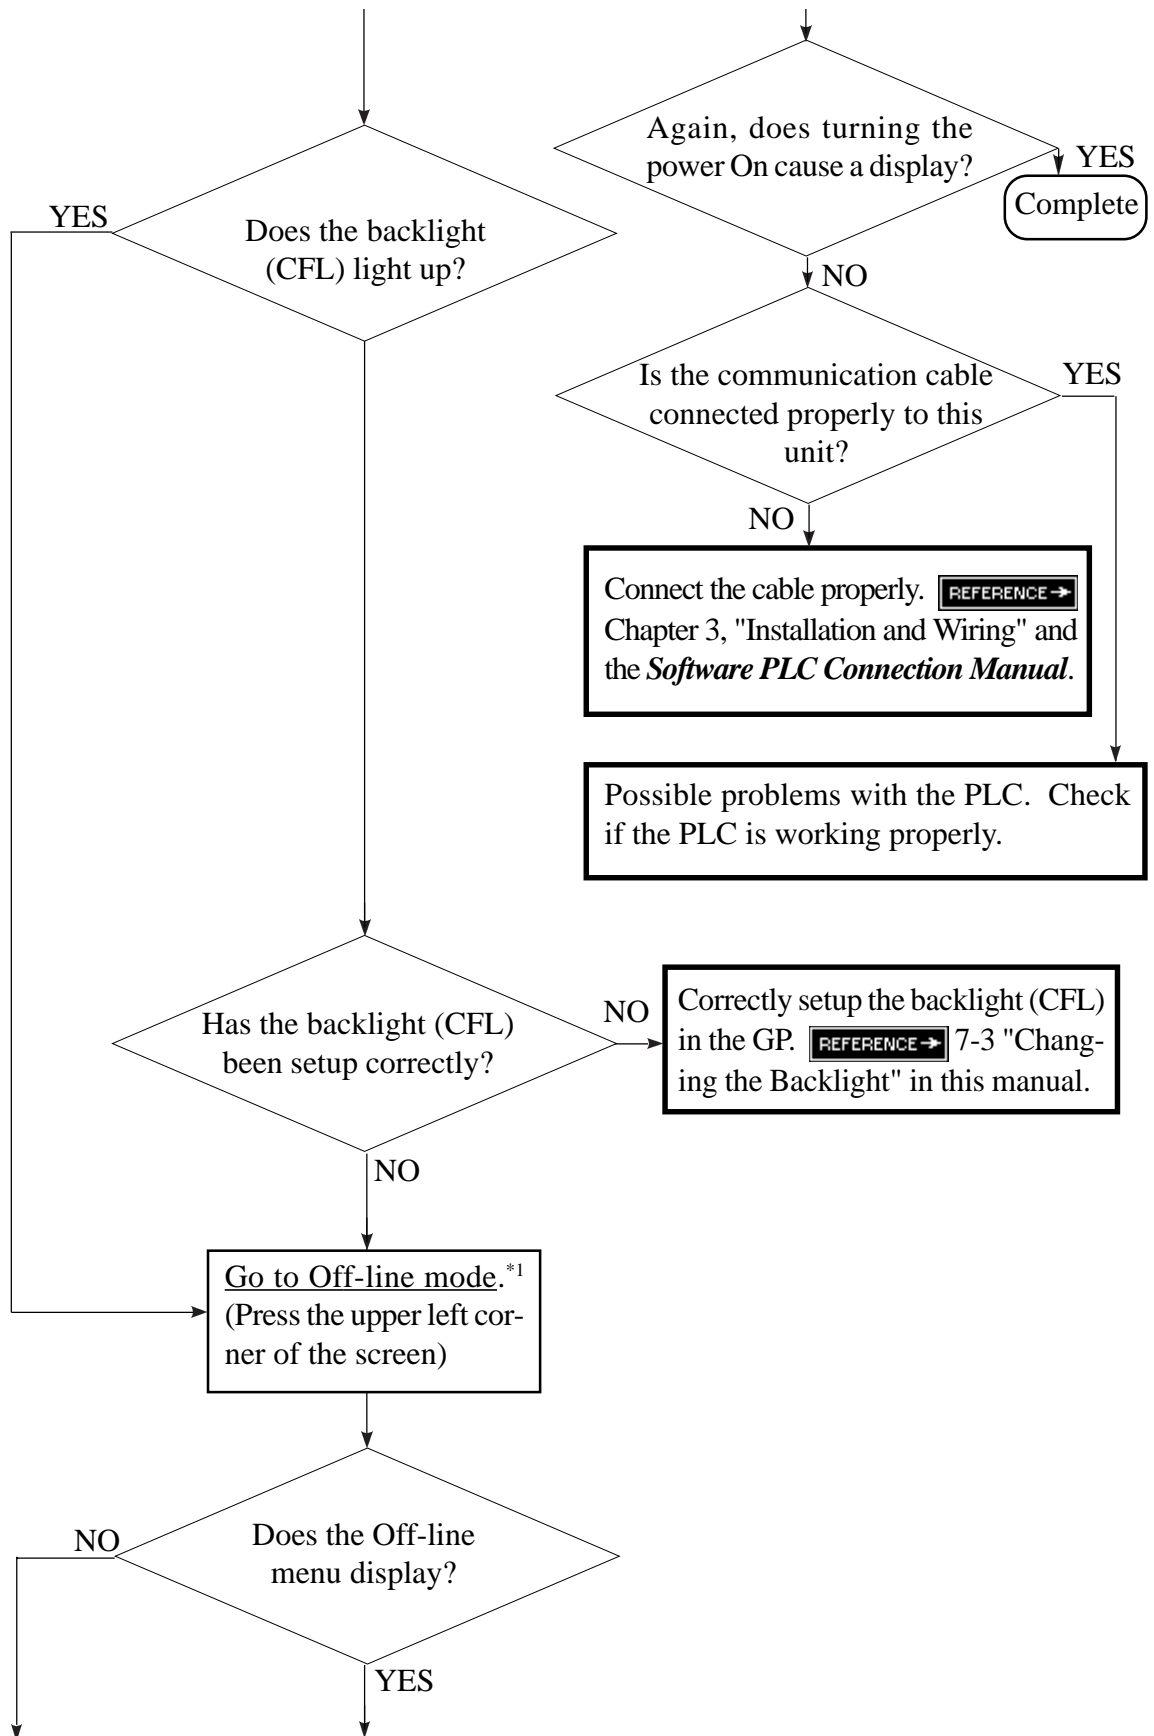 Again, does turning the
power On cause a display?
YES
Complete
YES
Does the backlight
(CFL) light up?
NO
Is the communication cable
connected properly to this
unit?
YES
NO
Connect the cable properly. REFERENCE→
Chapter 3, "Installation and Wiring" and
the Software PLC Connection Manual.
Possible problems with the PLC. Check
if the PLC is working properly.
Has the backlight (CFL)
been setup correctly?
NO
Correctly setup the backlight (CFL)
in the GP. REFERENCE→ 7-3 "Chang-
ing the Backlight" in this manual.
NO
Go to Off-line mode.*1
(Press the upper left cor-
ner of the screen)
NO
Does the Off-line
menu display?
YES